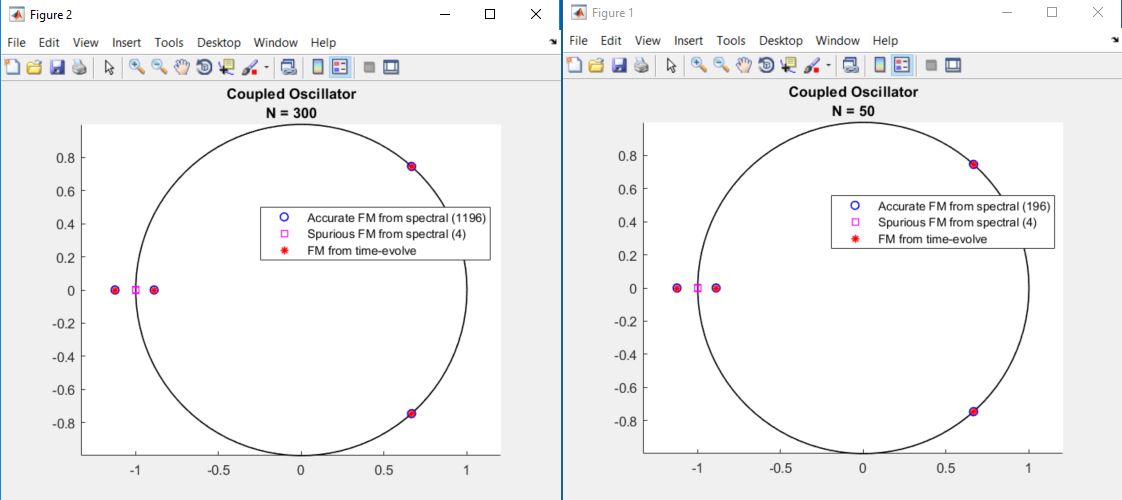 Figure 2
File Edit View Insert Tools Desktop Window Help
Coupled Oscillator
N = 300
0.8
0.6
0.4
0.2
0
-0.2
-0.4
-0.6
-0.8
-1
-0.5
0
0.5
1
Accurate FM from spectral (1196)
Spurious FM from spectral (4)
FM from time-evolve
Figure 1
File Edit View Insert Tools Desktop Window Help
Coupled Oscillator
N = 50
0.8
0.6
0.4
0.2
0
-0.2
-0.4
-0.6
-0.8
-1
-0.5
0
0.5
1
Accurate FM from spectral (196)
Spurious FM from spectral (4)
FM from time-evolve